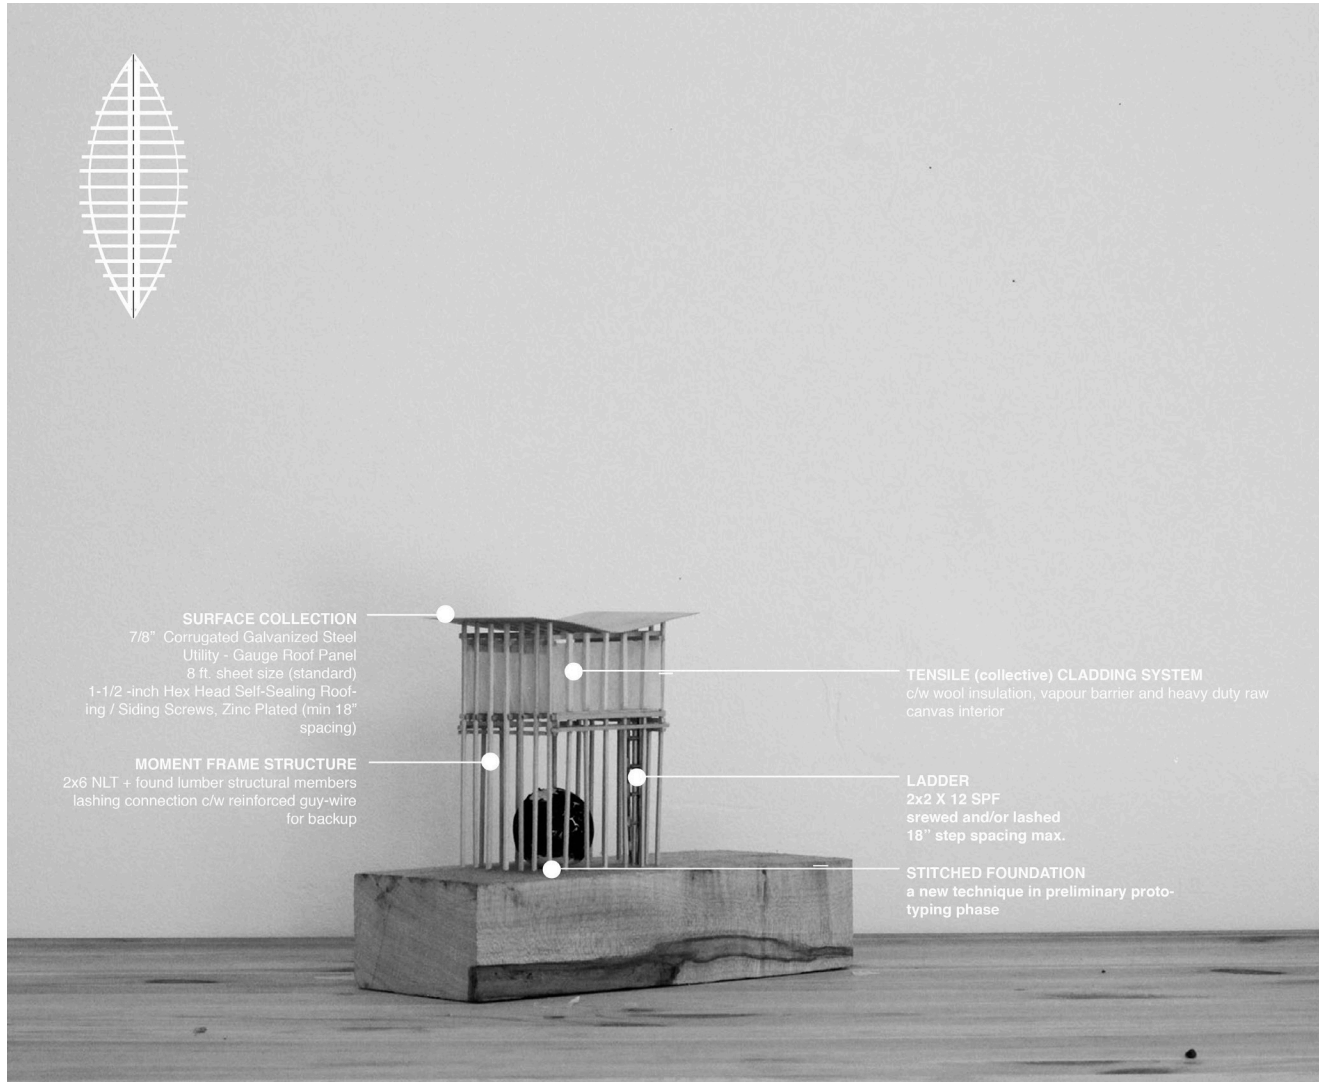 SURFACE COLLECTION
7/8” Corrugated Galvanized Steel
Utility - Gauge Roof Panel
8 ft. sheet size (standard)
1-1/2 -inch Hex Head Self-Sealing Roof-
ing / Siding Screws, Zinc Plated (min 18”
spacing)
MOMENT FRAME STRUCTURE
2x6 NLT + found lumber structural members
lashing connection c/w reinforced guy-wire
for backup
TENSILE (collective) CLADDING SYSTEM
c/w wool insulation, vapour barrier and heavy duty raw
canvas interior
LADDER
2x2 X 12 SPF
srewed and/or lashed
18” step spacing max.
STITCHED FOUNDATION
a new technique in preliminary proto-
typing phase